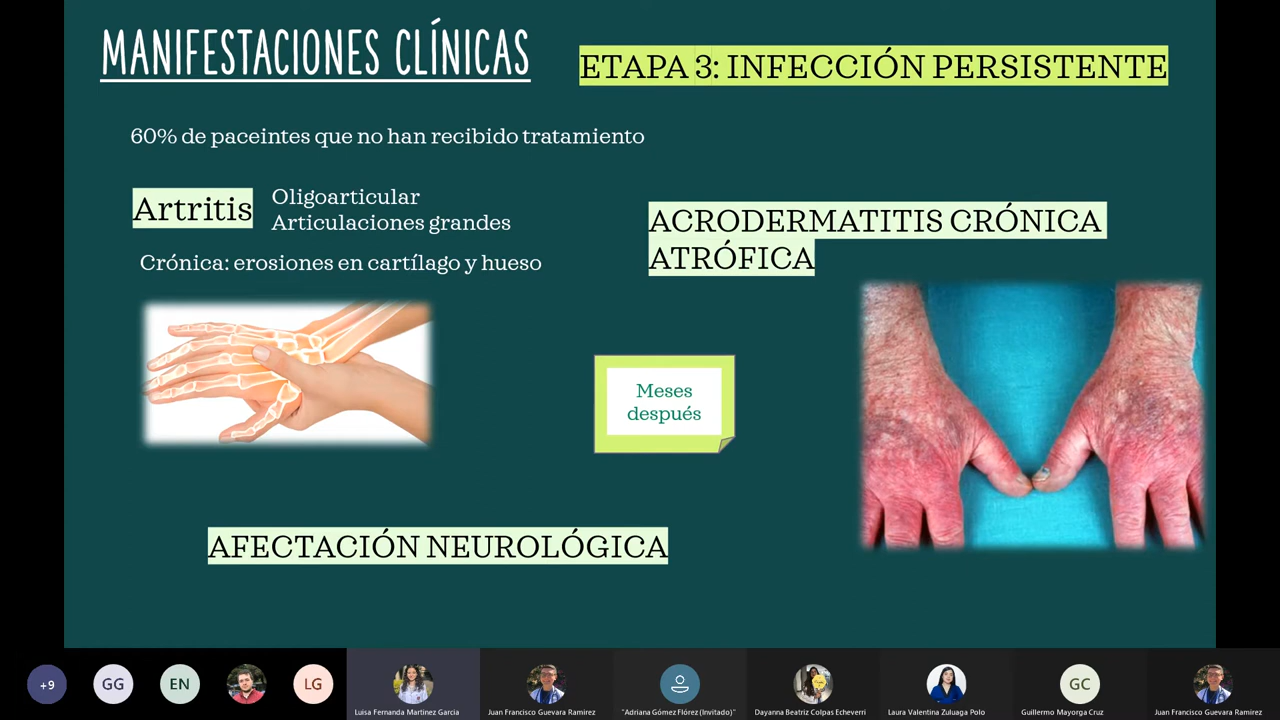 MANIFESTACIONES CLÍNICAS
ETAPA 3: INFECCIÓN PERSISTENTE
60% de paceintes que no han recibido tratamiento
Artritis
Oligoarticular
Articulaciones grandes
Crónica: erosiones en cartílago y hueso
ACRODERMATITIS CRÓNICA
ATRÓFICA
Meses
después
AFECTACIÓN NEUROLÓGICA
+9
GG
EN
LG
GC
Luisa Fernanda Martinez Garcia
Juan Francisco Guevara Ramirez
"Adriana Gómez Flórez (Invitado)"
Dayanna Beatriz Colpas Echeverri
Laura Valentina Zuluaga Polo
Guillermo Mayorga Cruz
Juan Francisco Guevara Ramirez